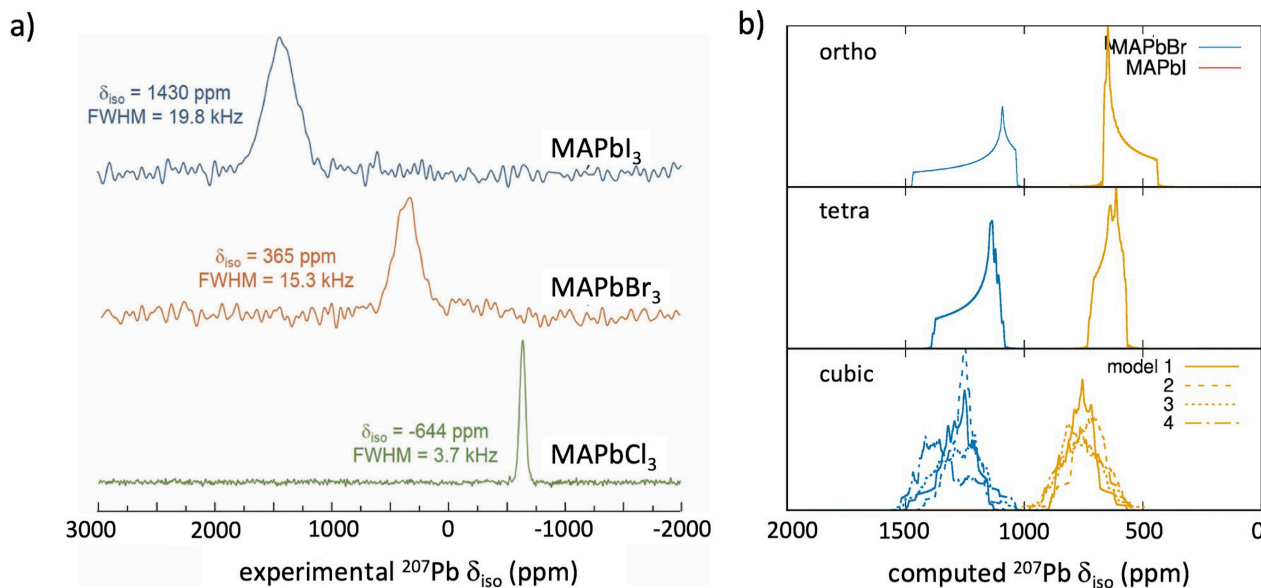 a)
δiso = 1430 ppm
FWHM = 19.8 kHz
MAPbI₃
δiso = 365 ppm
FWHM = 15.3 kHz
MAPbBr₃
δiso = -644 ppm
FWHM = 3.7 kHz
MAPbCl₃
3000 2000 1000 0 -1000 -2000
experimental ²⁰⁷Pb δiso (ppm)
b)
ortho
MAPbBr
MAPbI
tetra
cubic
model 1
2
3
4
2000 1500 1000 500 0
computed ²⁰⁷Pb δiso (ppm)